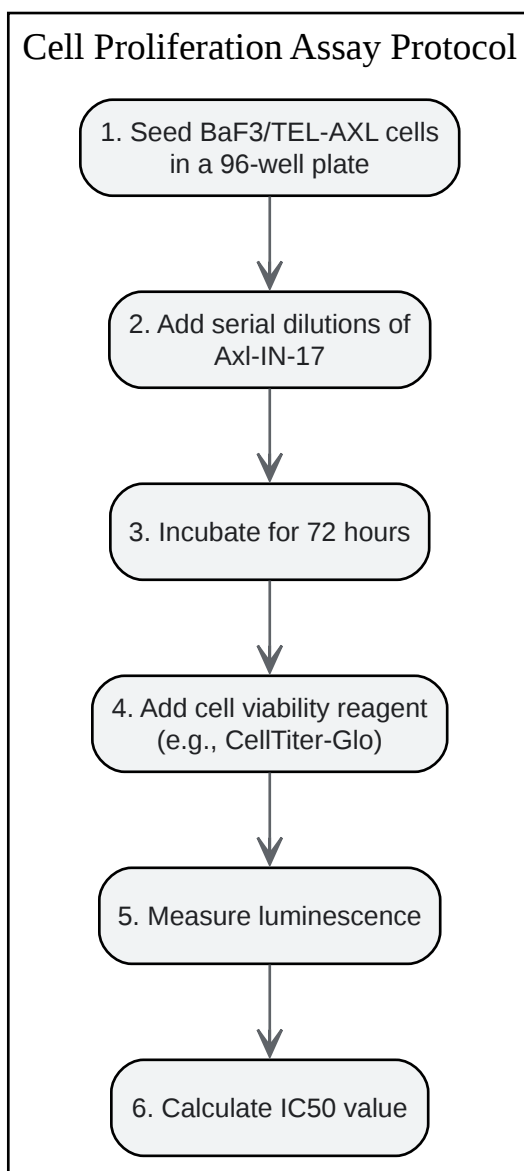 Cell Proliferation Assay Protocol
1. Seed BaF3/TEL-AXL cells
in a 96-well plate
2. Add serial dilutions of
Axl-IN-17
3. Incubate for 72 hours
4. Add cell viability reagent
(e.g., CellTiter-Glo)
5. Measure luminescence
6. Calculate IC50 value